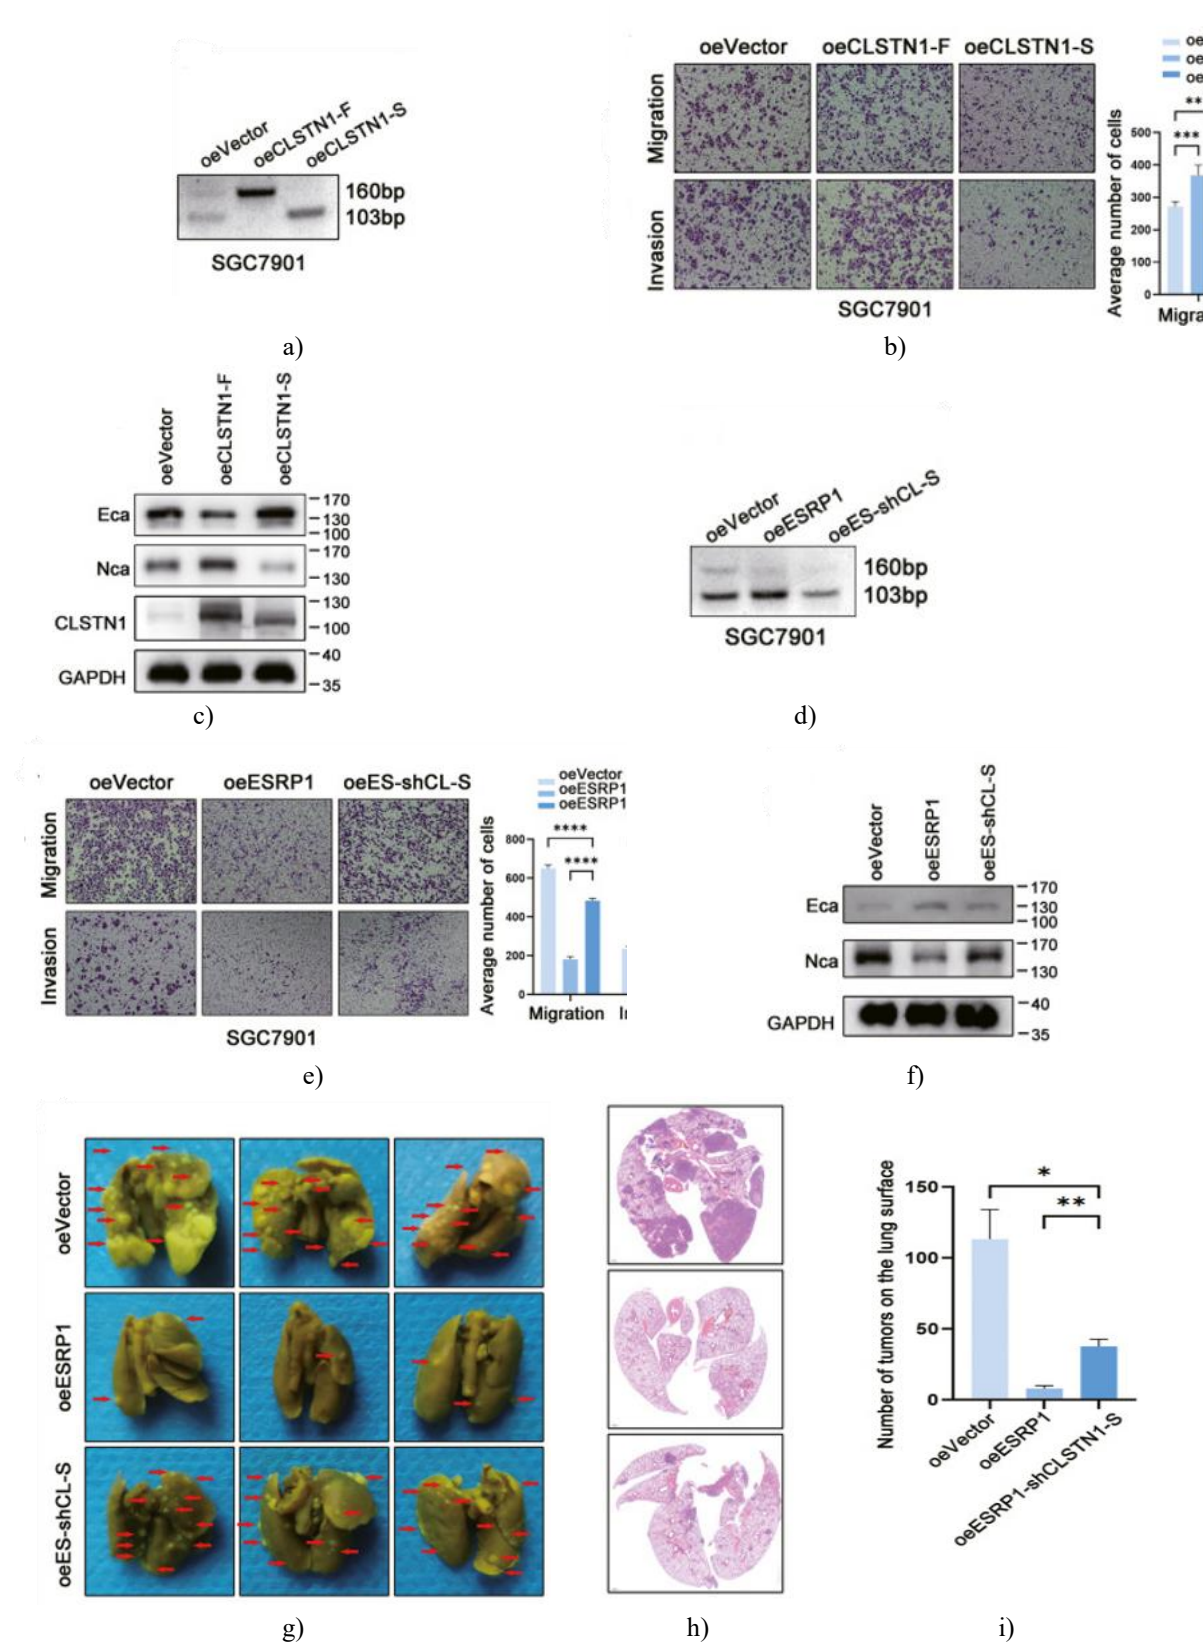 oeVector
oeCLSTN1-F
oeCLSTN1-S
160bp
103bp
SGC7901
a)
oeVector oeCLSTN1-F oeCLSTN1-S
Migration
Invasion
SGC7901
oe
oe
oe
Average number of cells
500
400
300
200
100
0
**
***
Migra
b)
oeVector
oeCLSTN1-F
oeCLSTN1-S
Eca
170
130
100
Nca
170
130
CLSTN1
130
100
GAPDH
40
35
c)
oeVector
oeESRP1
oeES-shCL-S
160bp
103bp
SGC7901
d)
oeVector oeESRP1 oeES-shCL-S
Migration
Invasion
SGC7901
oeVector
oeESRP1
oeESRP1
Average number of cells
800
600
400
200
0
****
****
Migration
e)
oeVector
oeESRP1
oeES-shCL-S
Eca
170
130
100
Nca
170
130
GAPDH
40
35
f)
oeVector
oeESRP1
oeES-shCL-S
g)
h)
Number of tumors on the lung surface
150
100
50
0
*
**
oeVector
oeESRP1
oeESRP1-shCLSTN1-S
i)